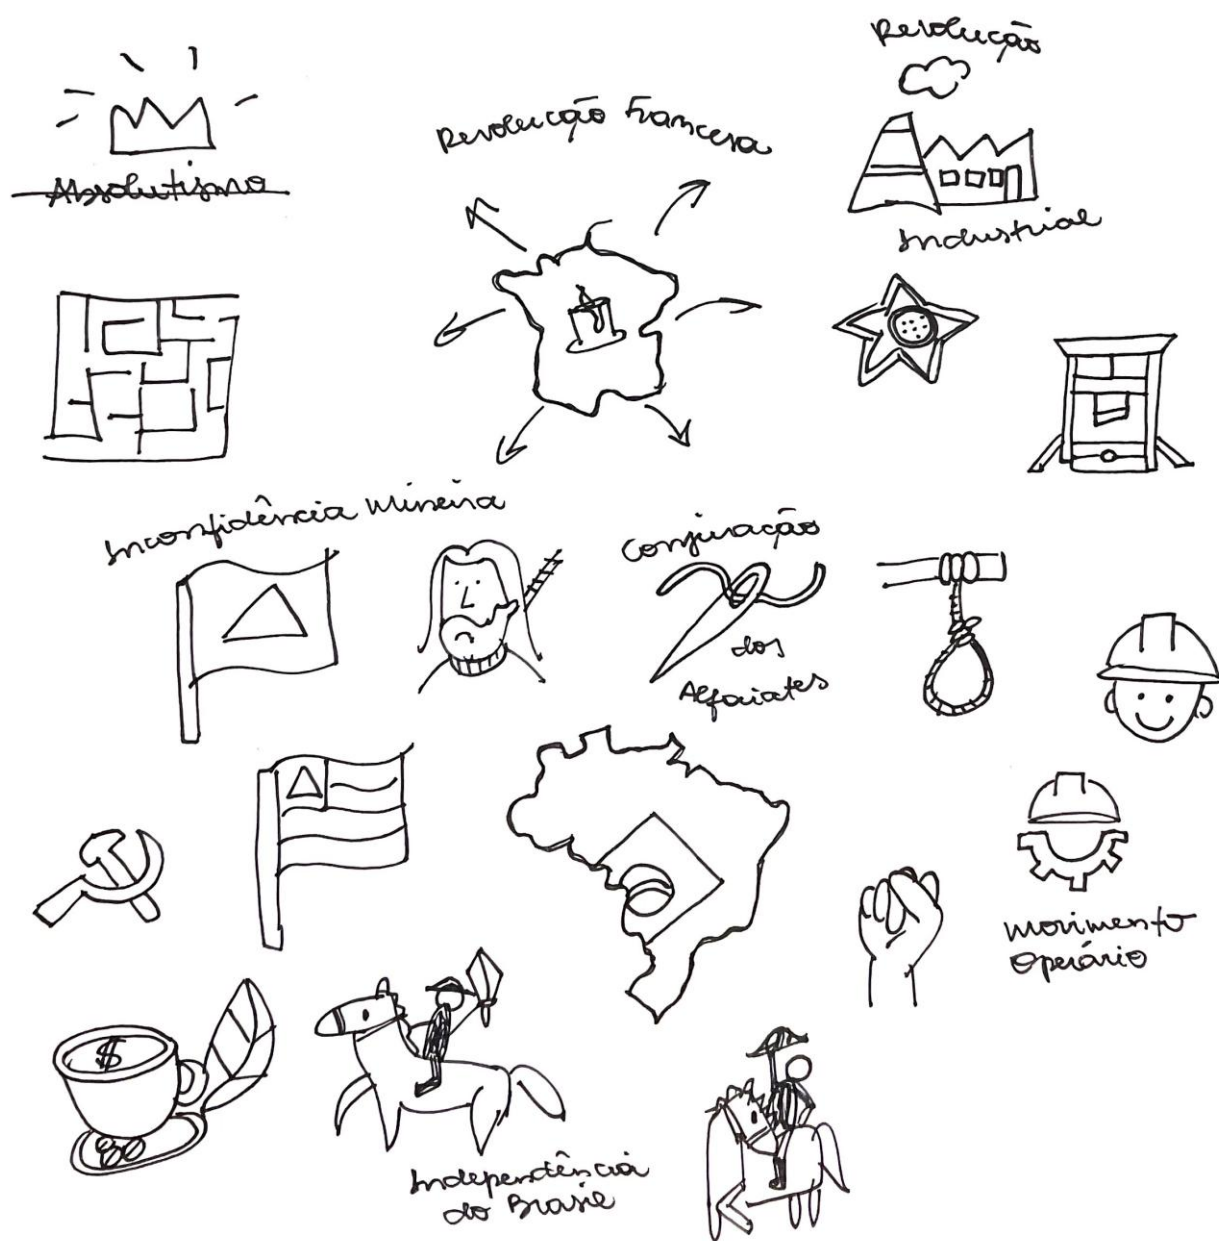 Absolutismo
Revolução Francesa
Revolução
Industrial
Inconfidência Mineira
Conjuração
dos
Alfaiates
Movimento
Operário
$
Independência
do Brasil